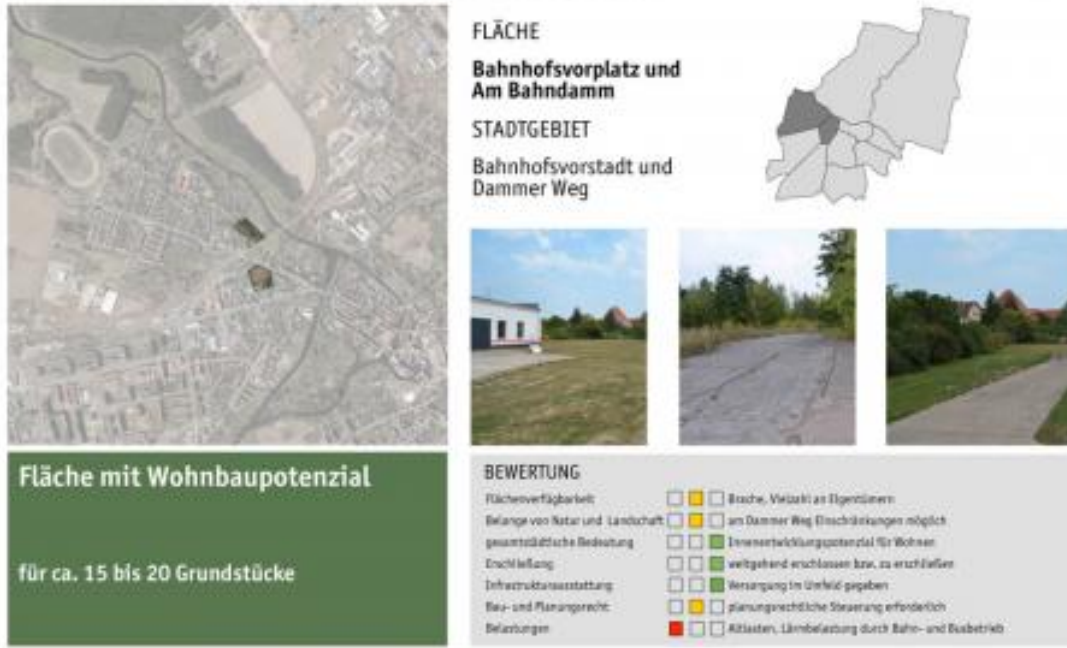 FLÄCHE
Bahnhofsvorplatz und
Am Bahndamm
STADTGEBIET
Bahnhofsvorstadt und
Dammer Weg
Fläche mit Wohnbaupotenzial
für ca. 15 bis 20 Grundstücke
BEWERTUNG
Flächenverfügbarkeit Brache, Vielzahl an Eigentümern
Belange von Natur und Landschaft am Dammer Weg Einschränkungen möglich
gesamtstädtische Bedeutung Innenentwicklungspotenzial für Wohnen
Erschließung weitgehend erschlossen bzw. zu erschließen
Infrastrukturausstattung Versorgung im Umfeld gegeben
Bau- und Planungsrecht planungsrechtliche Steuerung erforderlich
Belastungen Altlasten, Lärmbelastung durch Bahn- und Busbetrieb